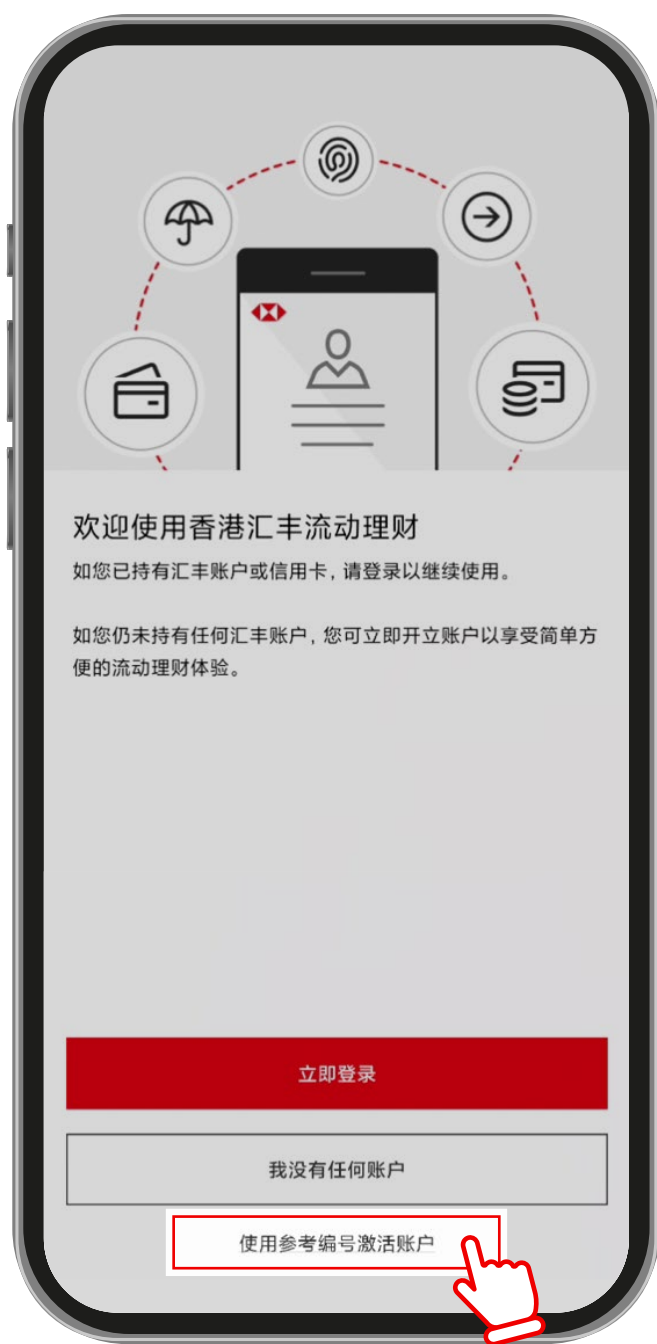 欢迎使用香港汇丰流动理财
如您已持有汇丰账户或信用卡，请登录以继续使用。
如您仍未持有任何汇丰账户，您可立即开立账户以享受简单方
便的流动理财体验。
立即登录
我没有任何账户
使用参考编号激活账户